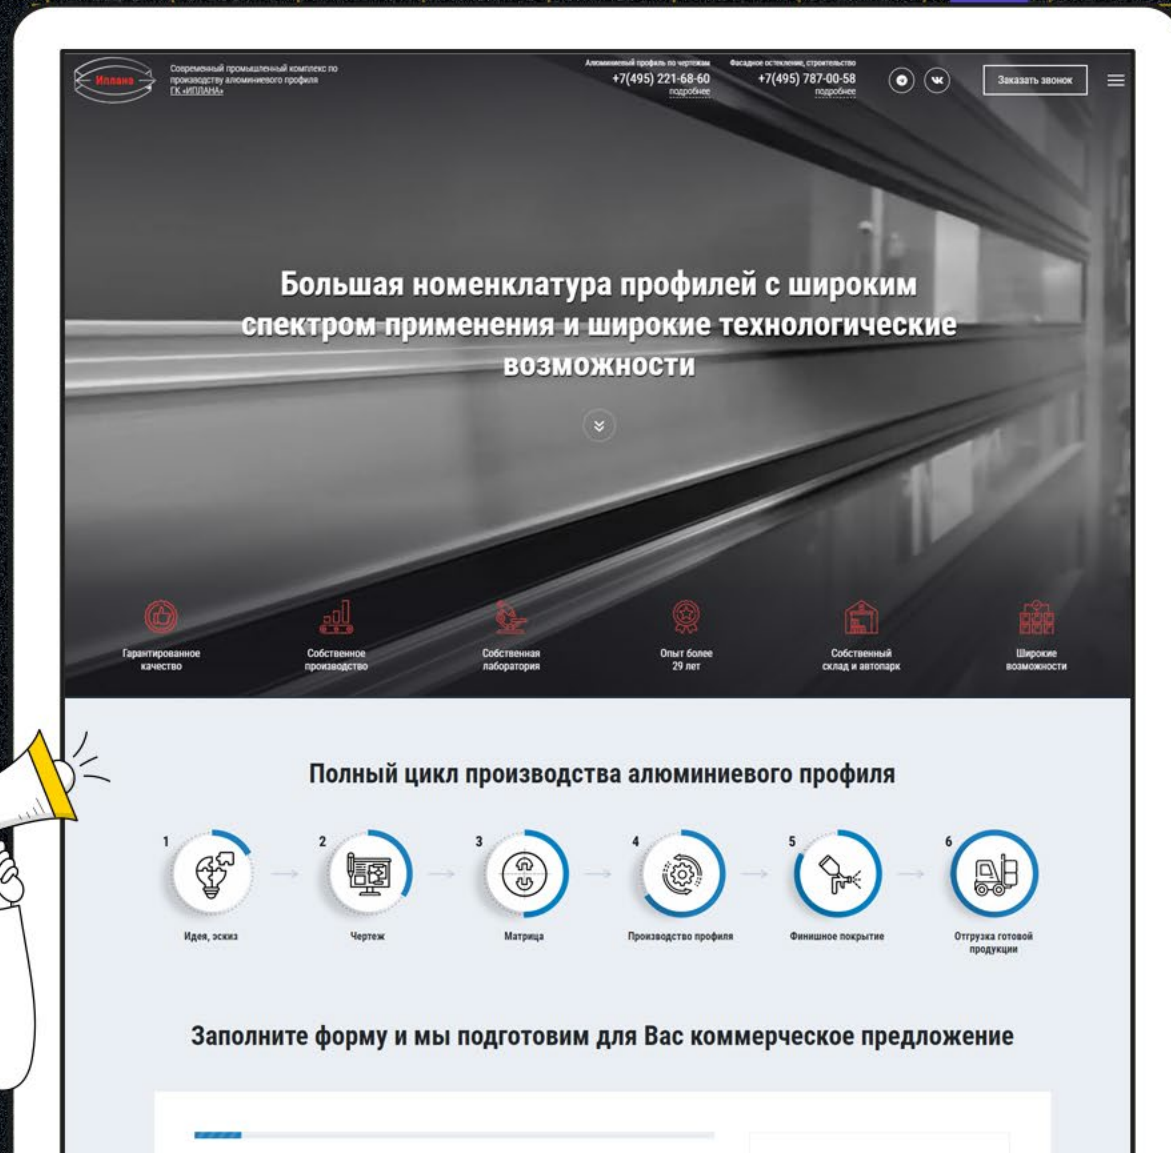 Иплана
Современный промышленный комплекс по
производству алюминиевого профиля
ГК «ИПЛАНА»
Алюминиевый профиль по чертежам
+7(495) 221-68-60
подробнее
Фасадное остекление, строительство
+7(495) 787-00-58
подробнее
Заказать звонок
Большая номенклатура профилей с широким
спектром применения и широкие технологические
возможности
Гарантированное
качество
Собственное
производство
Собственная
лаборатория
Опыт более
29 лет
Собственный
склад и автопарк
Широкие
возможности
Полный цикл производства алюминиевого профиля
1
Идея, эскиз
2
Чертеж
3
Матрица
4
Производство профиля
5
Финишное покрытие
6
Отгрузка готовой
продукции
Заполните форму и мы подготовим для Вас коммерческое предложение